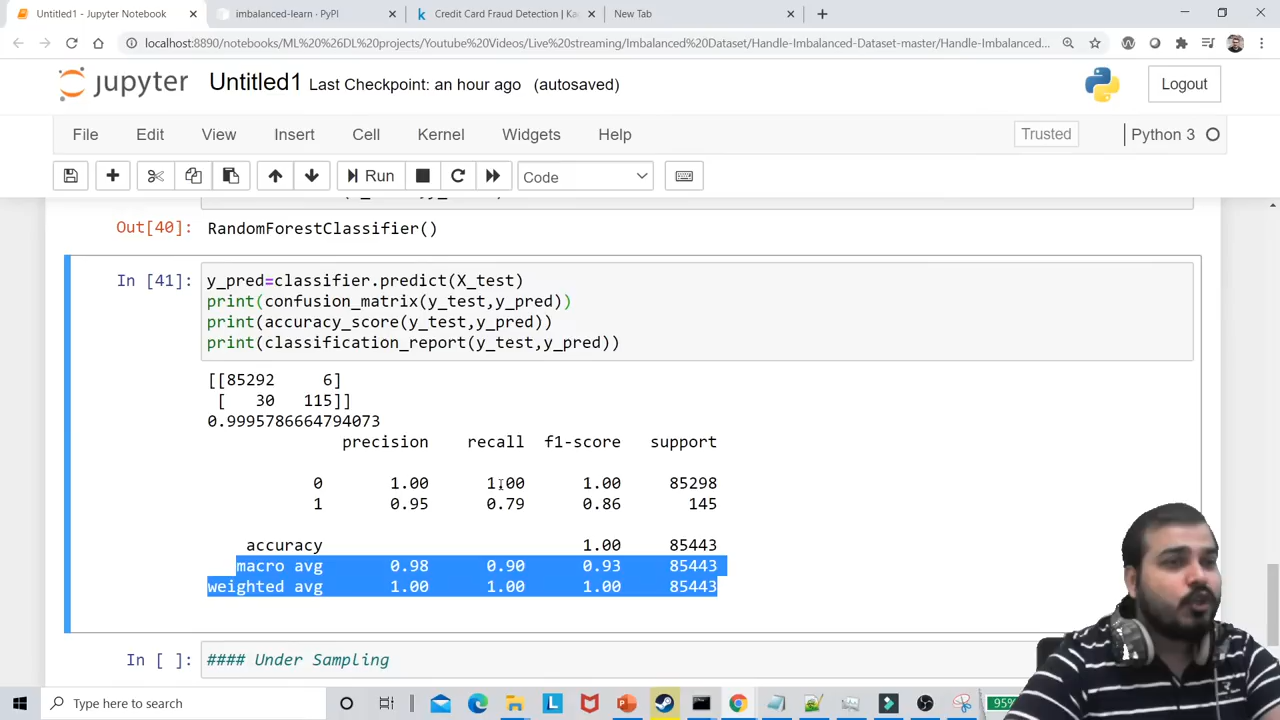 Untitled1 - Jupyter Notebook
imbalanced-learn · PyPI
Credit Card Fraud Detection | Ka
New Tab
localhost:8890/notebooks/ML%20%26%20DL%20projects/Youtube%20Videos/Live%20streaming/Imbalanced%20Dataset/Handle-Imbalanced-Dataset-master/Handle-Imbalanced...
jupyter Untitled1 Last Checkpoint: an hour ago (autosaved)
Logout
File Edit View Insert Cell Kernel Widgets Help
Trusted
Python 3
Run
Code
Out[40]: RandomForestClassifier()
In [41]: y_pred=classifier.predict(X_test)
print(confusion_matrix(y_test,y_pred))
print(accuracy_score(y_test,y_pred))
print(classification_report(y_test,y_pred))
[[85292 6]
[ 30 115]]
0.9995786664794073
precision recall f1-score support
0 1.00 1.00 1.00 85298
1 0.95 0.79 0.86 145
accuracy 1.00 85443
macro avg 0.98 0.90 0.93 85443
weighted avg 1.00 1.00 1.00 85443
In [ ]: #### Under Sampling
Type here to search
95%